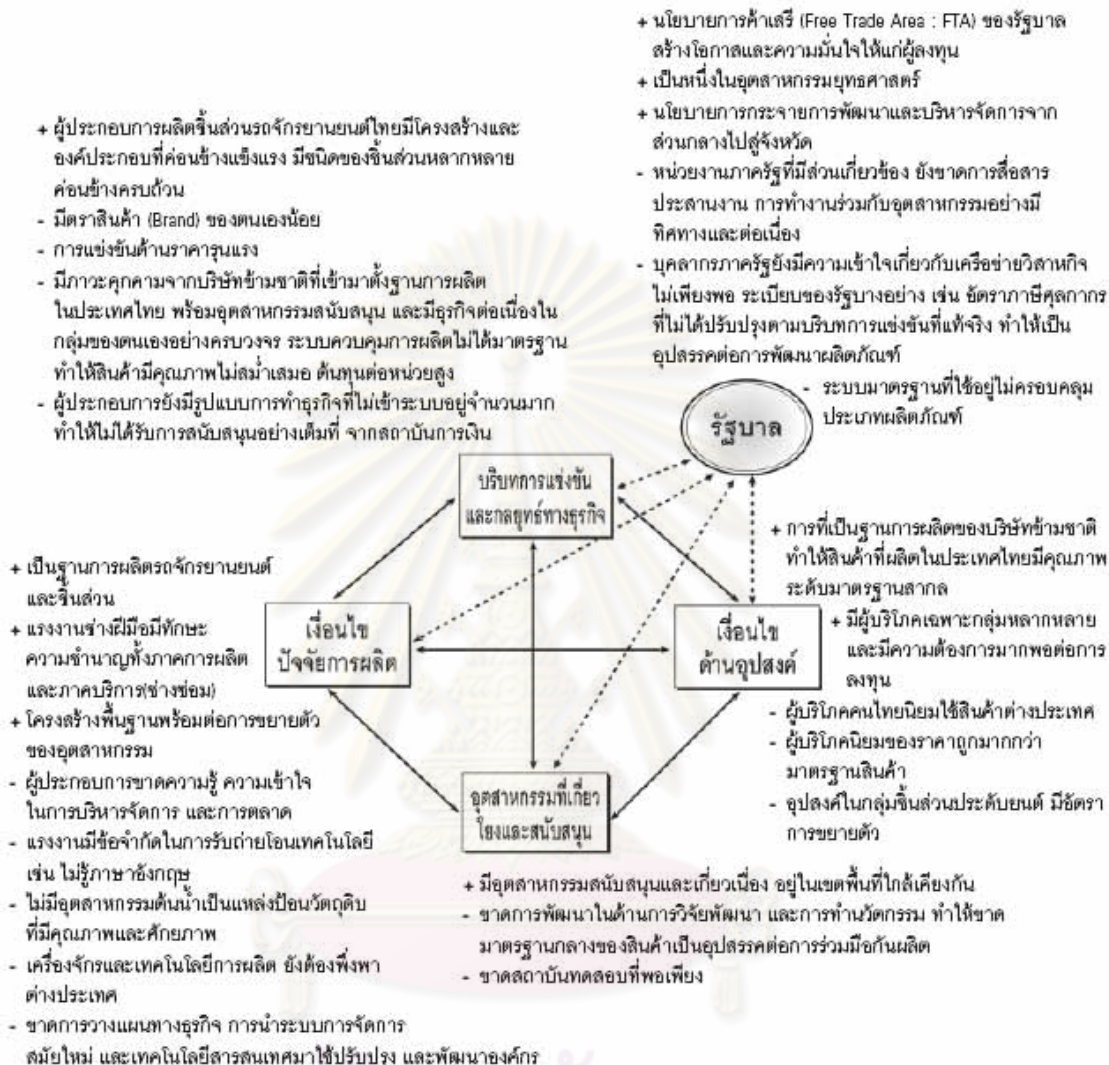 + นโยบายการค้าเสรี (Free Trade Area : FTA) ของรัฐบาล
สร้างโอกาสและความมั่นใจให้แก่ผู้ลงทุน
+ เป็นหนึ่งในอุตสาหกรรมยุทธศาสตร์
+ นโยบายการกระจายการพัฒนาและบริหารจัดการจาก
ส่วนกลางไปสู่จังหวัด
- หน่วยงานภาครัฐที่มีส่วนเกี่ยวข้อง ยังขาดการสื่อสาร
ประสานงาน การทำงานร่วมกับอุตสาหกรรมอย่างมี
ทิศทางและต่อเนื่อง
- บุคลากรภาครัฐยังมีความเข้าใจเกี่ยวกับเครือข่ายวิสาหกิจ
ไม่เพียงพอ ระเบียบของรัฐบางอย่าง เช่น อัตราภาษีศุลกากร
ที่ไม่ได้ปรับปรุงตามบริบทการแข่งขันที่แท้จริง ทำให้เป็น
อุปสรรคต่อการพัฒนาผลิตภัณฑ์
- ระบบมาตรฐานที่ใช้อยู่ไม่ครอบคลุม
ประเภทผลิตภัณฑ์
+ ผู้ประกอบการผลิตชิ้นส่วนรถจักรยานยนต์ไทยมีโครงสร้างและ
องค์ประกอบที่ค่อนข้างแข็งแรง มีชนิดของชิ้นส่วนหลากหลาย
ค่อนข้างครบถ้วน
- มีตราสินค้า (Brand) ของตนเองน้อย
- การแข่งขันด้านราคารุนแรง
- มีภาวะคุกคามจากบริษัทข้ามชาติที่เข้ามาตั้งฐานการผลิต
ในประเทศไทย พร้อมอุตสาหกรรมสนับสนุน และมีธุรกิจต่อเนื่องใน
กลุ่มของตนเองอย่างครบวงจร ระบบควบคุมการผลิตไม่ได้มาตรฐาน
ทำให้สินค้ามีคุณภาพไม่สม่ำเสมอ ต้นทุนต่อหน่วยสูง
- ผู้ประกอบการยังมีรูปแบบการทำธุรกิจที่ไม่เข้าระบบอยู่จำนวนมาก
ทำให้ไม่ได้รับการสนับสนุนอย่างเต็มที่ จากสถาบันการเงิน
รัฐบาล
บริบทการแข่งขัน
และกลยุทธ์ทางธุรกิจ
+ เป็นฐานการผลิตรถจักรยานยนต์
และชิ้นส่วน
+ แรงงานช่างฝีมือมีทักษะ
ความชำนาญทั้งภาคการผลิต
และภาคบริการ(ช่างซ่อม)
+ โครงสร้างพื้นฐานพร้อมต่อการขยายตัว
ของอุตสาหกรรม
- ผู้ประกอบการขาดความรู้ ความเข้าใจ
ในการบริหารจัดการ และการตลาด
- แรงงานมีข้อจำกัดในการรับถ่ายโอนเทคโนโลยี
เช่น ไม่รู้ภาษาอังกฤษ
- ไม่มีอุตสาหกรรมต้นน้ำเป็นแหล่งป้อนวัตถุดิบ
ที่มีคุณภาพและศักยภาพ
- เครื่องจักรและเทคโนโลยีการผลิต ยังต้องพึ่งพา
ต่างประเทศ
- ขาดการวางแผนทางธุรกิจ การนำระบบการจัดการ
สมัยใหม่ และเทคโนโลยีสารสนเทศมาใช้ปรับปรุง และพัฒนาองค์กร
เงื่อนไข
ปัจจัยการผลิต
เงื่อนไข
ด้านอุปสงค์
+ การที่เป็นฐานการผลิตของบริษัทข้ามชาติ
ทำให้สินค้าที่ผลิตในประเทศไทยมีคุณภาพ
ระดับมาตรฐานสากล
+ มีผู้บริโภคเฉพาะกลุ่มหลากหลาย
และมีความต้องการมากพอต่อการ
ลงทุน
- ผู้บริโภคคนไทยนิยมใช้สินค้าต่างประเทศ
- ผู้บริโภคนิยมของราคาถูกมากกว่า
มาตรฐานสินค้า
- อุปสงค์ในกลุ่มชิ้นส่วนประดับยนต์ มีอัตรา
การขยายตัว
อุตสาหกรรมที่เกี่ยว
โยงและสนับสนุน
+ มีอุตสาหกรรมสนับสนุนและเกี่ยวเนื่อง อยู่ในเขตพื้นที่ใกล้เคียงกัน
- ขาดการพัฒนาในด้านการวิจัยพัฒนา และการทำนวัตกรรม ทำให้ขาด
มาตรฐานกลางของสินค้าเป็นอุปสรรคต่อการร่วมมือกันผลิต
- ขาดสถาบันทดสอบที่พอเพียง